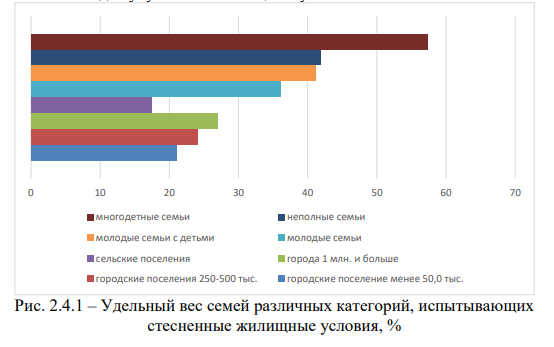 0 10 20 30 40 50 60 70
многодетные семьи неполные семьи
молодые семьи с детьми молодые семьи
сельские поселения города 1 млн. и больше
городские поселения 250-500 тыс. городские поселение менее 50,0 тыс.
Рис. 2.4.1 – Удельный вес семей различных категорий, испытывающих
стесненные жилищные условия, %